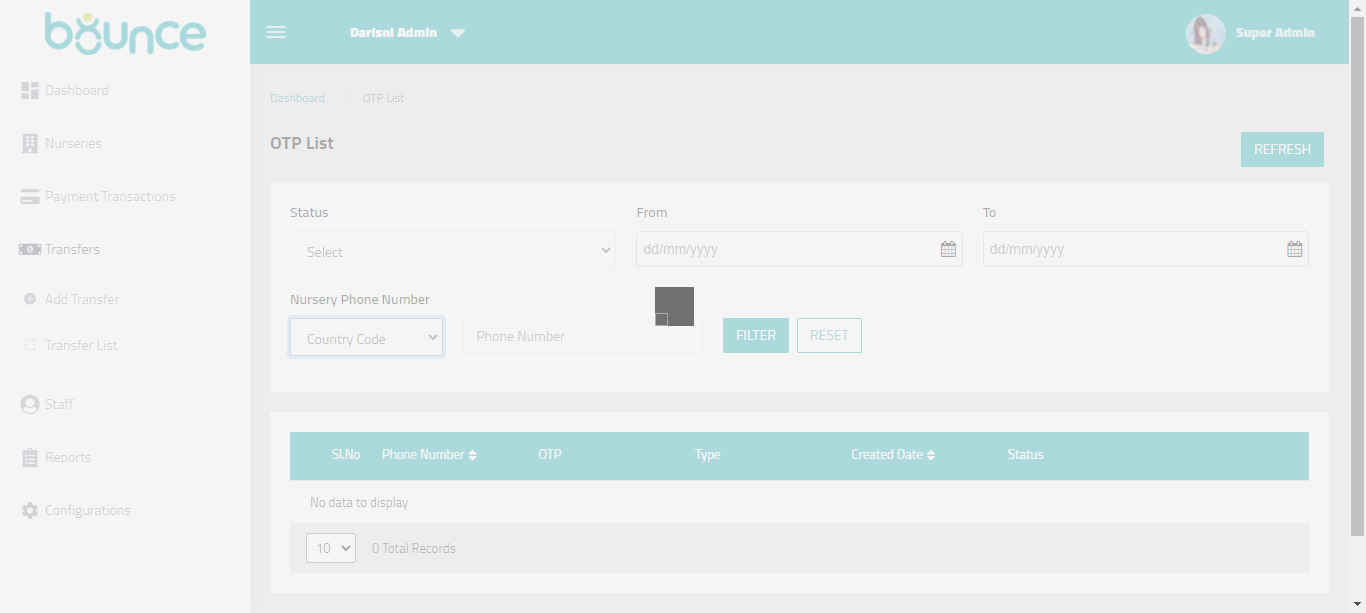 bounce
Darisni Admin
Super Admin
Dashboard
Nurseries
Payment Transactions
Transfers
Add Transfer
Transfer List
Staff
Reports
Configurations
Dashboard > OTP List
OTP List
REFRESH
Status From To
Select dd/mm/yyyy dd/mm/yyyy
Nursery Phone Number
Country Code Phone Number FILTER RESET
Sl.No Phone Number OTP Type Created Date Status
No data to display
10 0 Total Records